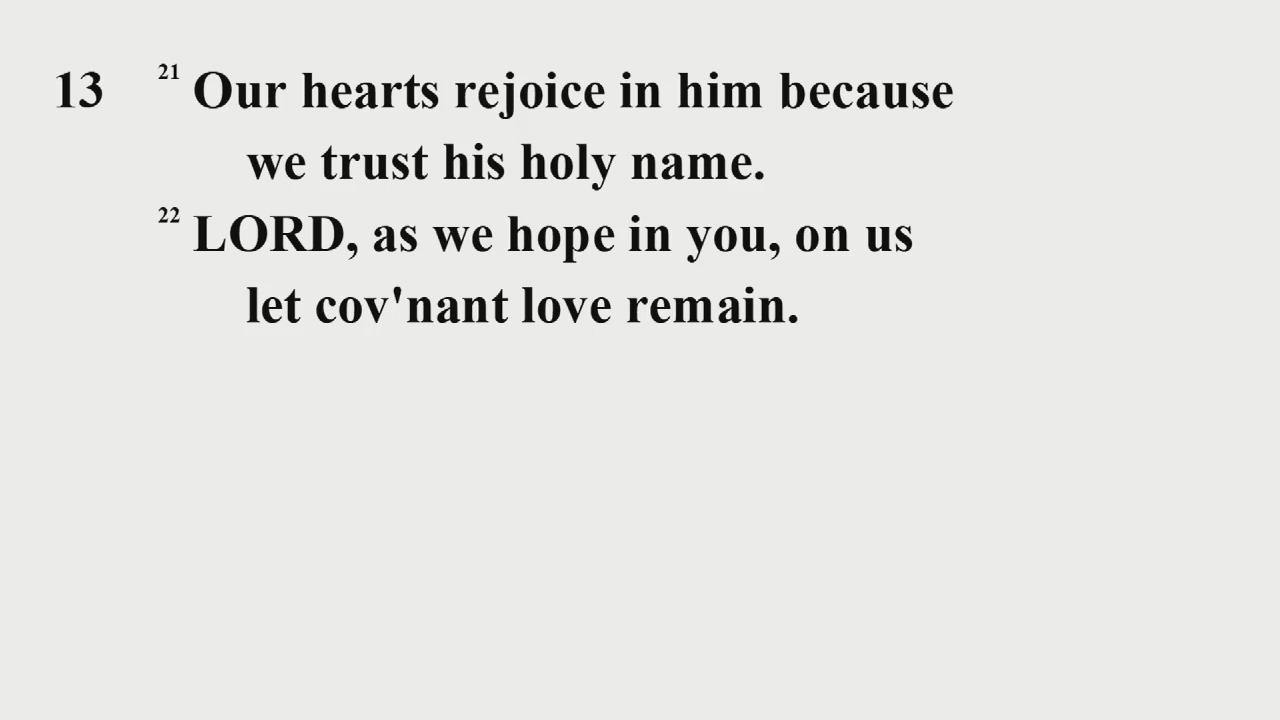 13 21 Our hearts rejoice in him because
we trust his holy name.
22 LORD, as we hope in you, on us
let cov'nant love remain.